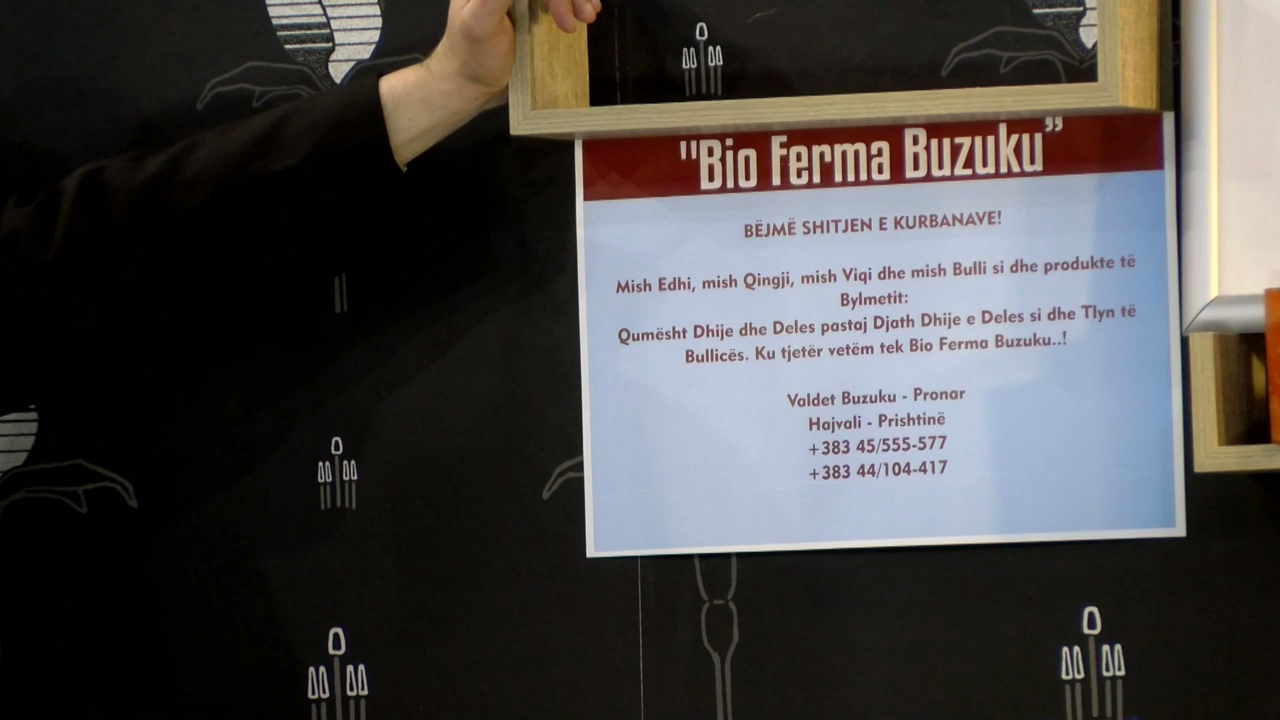 "Bio Ferma Buzuku”
BËJMË SHITJEN E KURBANAVE!
Mish Edhi, mish Qingji, mish Viqi dhe mish Bulli si dhe produkte të
Bylmetit:
Qumësht Dhije dhe Deles pastaj Djath Dhije e Deles si dhe Tlyn të
Bullicës. Ku tjetër vetëm tek Bio Ferma Buzuku..!
Valdet Buzuku - Pronar
Hajvali - Prishtinë
+383 45/555-577
+383 44/104-417